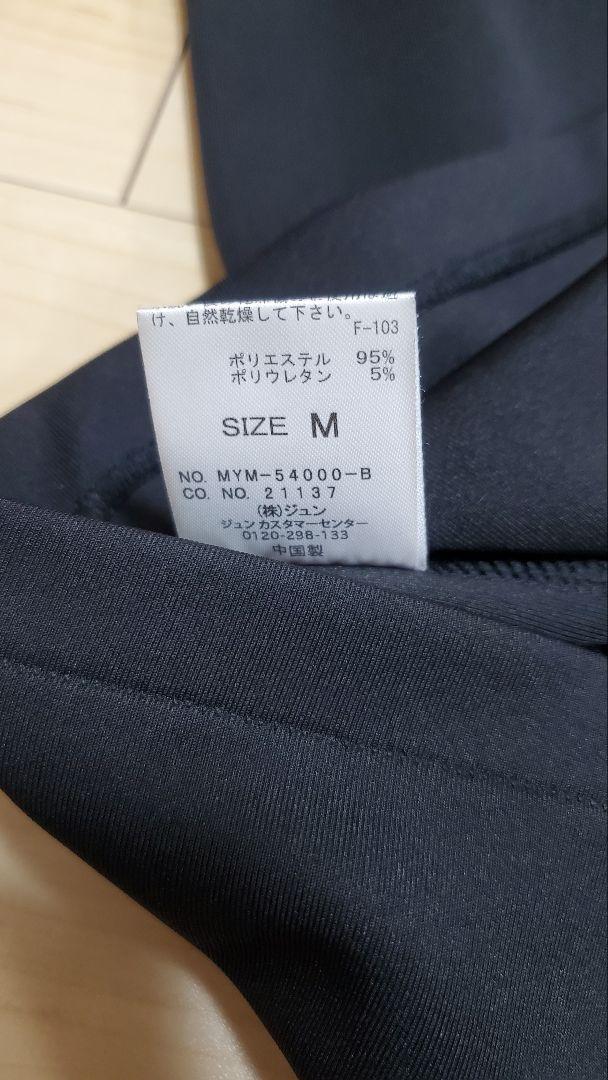 け、自然乾燥して下さい。
F-103
ポリエステル 95%
ポリウレタン 5%
SIZE M
NO. MYM-54000-B
CO. NO. 21137
(株)ジュン
ジュン カスタマーセンター
0120-298-133
中国製